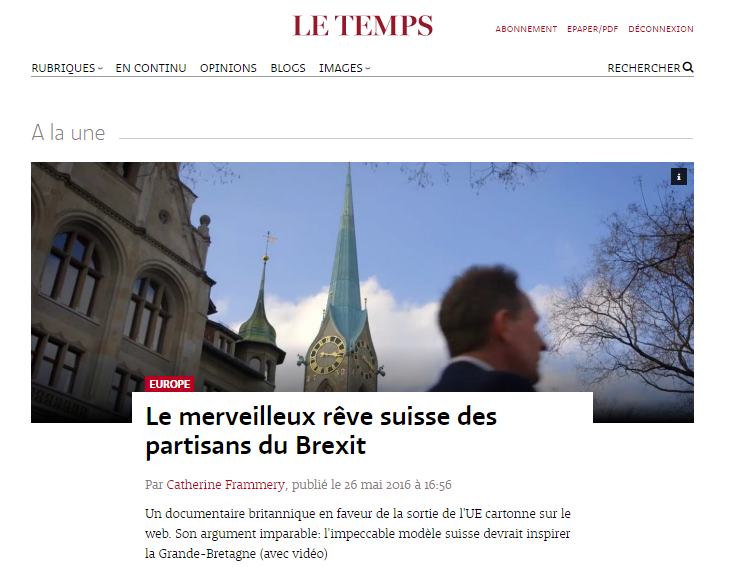 LE TEMPS
ABONNEMENT EPAPER/PDF DÉCONNEXION
RUBRIQUES EN CONTINU OPINIONS BLOGS IMAGES RECHERCHER
A la une
i
EUROPE
Le merveilleux rêve suisse des
partisans du Brexit
Par Catherine Frammery, publié le 26 mai 2016 à 16:56
Un documentaire britannique en faveur de la sortie de l'UE cartonne sur le
web. Son argument imparable: l'impeccable modèle suisse devrait inspirer
la Grande-Bretagne (avec vidéo)